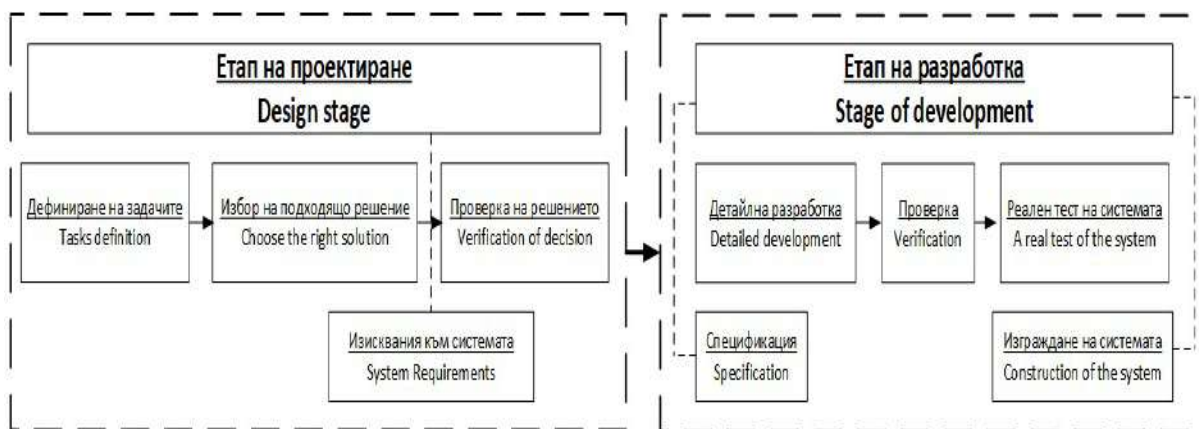 Етап на проектиране
Design stage
Дефиниране на задачите
Tasks definition
Избор на подходящо решение
Choose the right solution
Проверка на решението
Verification of decision
Изисквания към системата
System Requirements
Етап на разработка
Stage of development
Детайлна разработка
Detailed development
Проверка
Verification
Реален тест на системата
A real test of the system
Спецификация
Specification
Изграждане на системата
Construction of the system